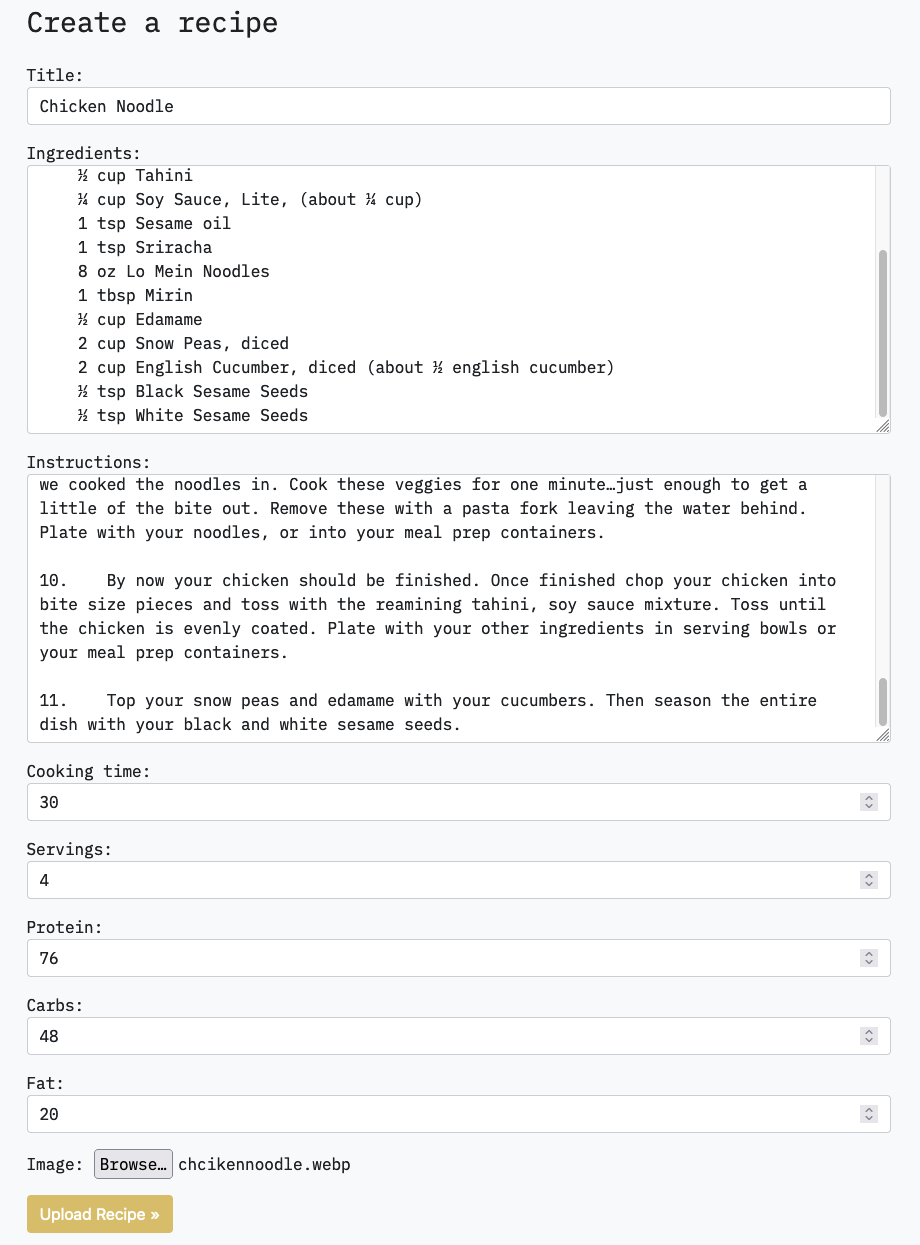 Create a recipe
Title:
Chicken Noodle
Ingredients:
½ cup Tahini
¼ cup Soy Sauce, Lite, (about ¼ cup)
1 tsp Sesame oil
1 tsp Sriracha
8 oz Lo Mein Noodles
1 tbsp Mirin
½ cup Edamame
2 cup Snow Peas, diced
2 cup English Cucumber, diced (about ½ english cucumber)
½ tsp Black Sesame Seeds
½ tsp White Sesame Seeds
Instructions:
we cooked the noodles in. Cook these veggies for one minute…just enough to get a
little of the bite out. Remove these with a pasta fork leaving the water behind.
Plate with your noodles, or into your meal prep containers.
10. By now your chicken should be finished. Once finished chop your chicken into
bite size pieces and toss with the reamining tahini, soy sauce mixture. Toss until
the chicken is evenly coated. Plate with your other ingredients in serving bowls or
your meal prep containers.
11. Top your snow peas and edamame with your cucumbers. Then season the entire
dish with your black and white sesame seeds.
Cooking time:
30
Servings:
4
Protein:
76
Carbs:
48
Fat:
20
Image: Browse… chcikennoodle.webp
Upload Recipe »